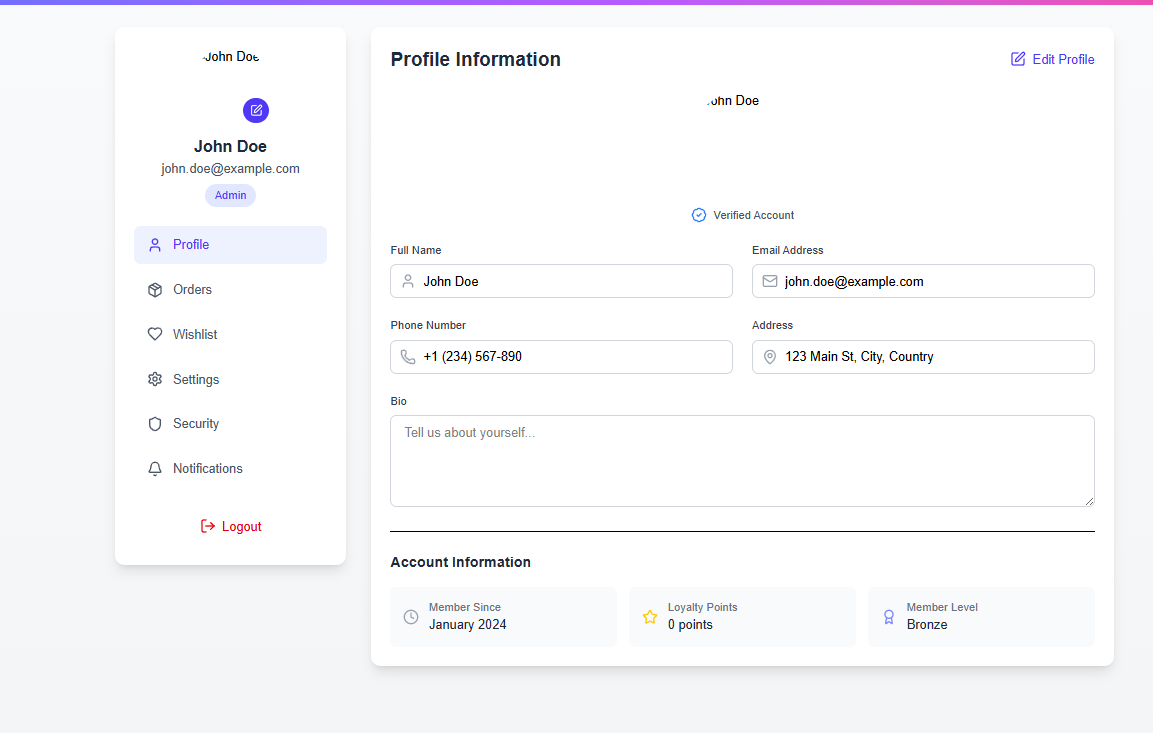 John Doe
John Doe
john.doe@example.com
Admin
Profile
Orders
Wishlist
Settings
Security
Notifications
Logout
Profile Information
Edit Profile
John Doe
Verified Account
Full Name
John Doe
Email Address
john.doe@example.com
Phone Number
+1 (234) 567-890
Address
123 Main St, City, Country
Bio
Tell us about yourself...
Account Information
Member Since
January 2024
Loyalty Points
0 points
Member Level
Bronze